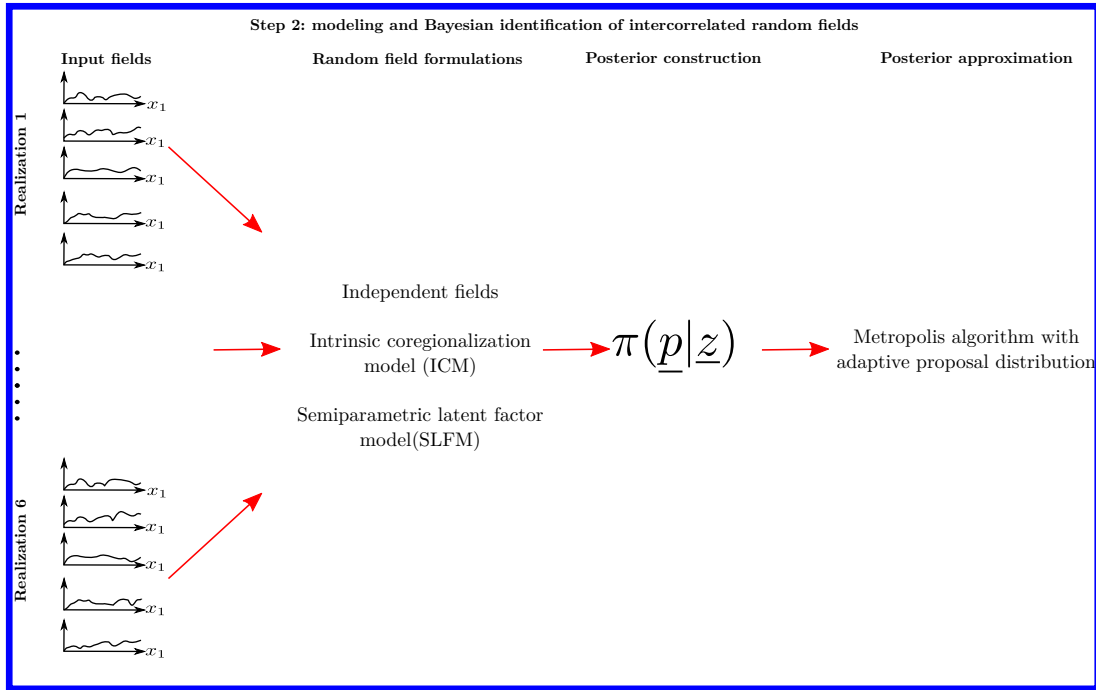 Step 2: modeling and Bayesian identification of intercorrelated random fields
Input fields
Random field formulations
Posterior construction
Posterior approximation
Realization 1
x₁
x₁
x₁
x₁
x₁
Independent fields
Intrinsic coregionalization
model (ICM)
Semiparametric latent factor
model(SLFM)
π(p|z)
Metropolis algorithm with
adaptive proposal distribution
Realization 6
x₁
x₁
x₁
x₁
x₁